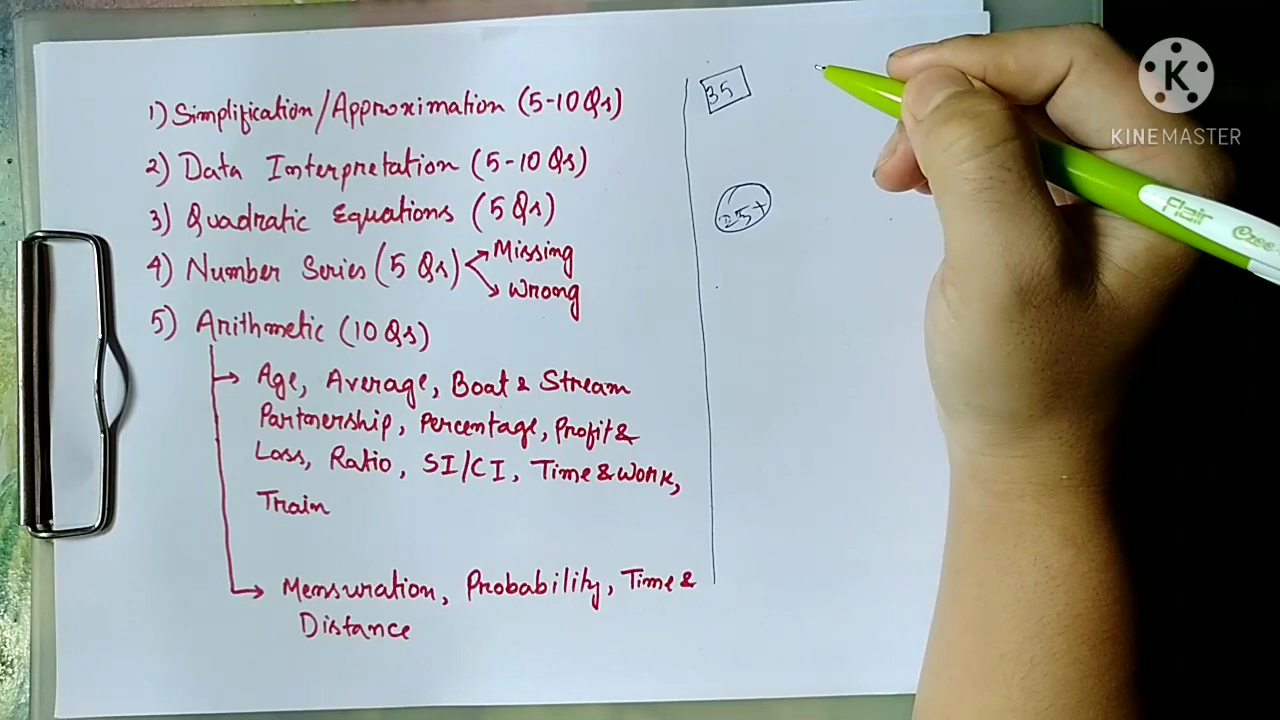 1) Simplification/Approximation (5-10 Qs)
2) Data Interpretation (5-10 Qs)
3) Quadratic Equations (5 Qs)
4) Number Series (5 Qs)
Missing
Wrong
5) Arithmetic (10 Qs)
Age, Average, Boat & Stream
Partnership, Percentage, Profit &
Loss, Ratio, SI/CI, Time & Work,
Train
Mensuration, Probability, Time &
Distance
35
25+
K
KINEMASTER
Flair